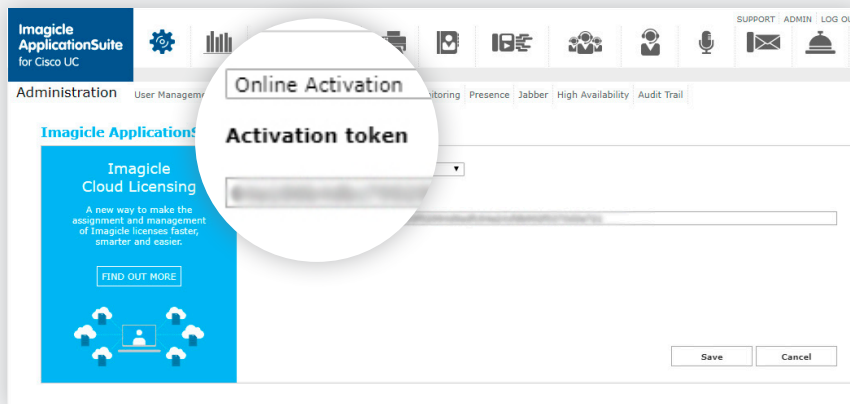 SUPPORT ADMIN LOG OU
Imagicle
ApplicationSuite
for Cisco UC
Administration User Manageme itoring Presence Jabber High Availability Audit Trail
Online Activation
Activation token
Imagicle ApplicationS
Imagicle
Cloud Licensing
A new way to make the
assignment and management
of Imagicle licenses faster,
smarter and easier.
FIND OUT MORE
Save Cancel